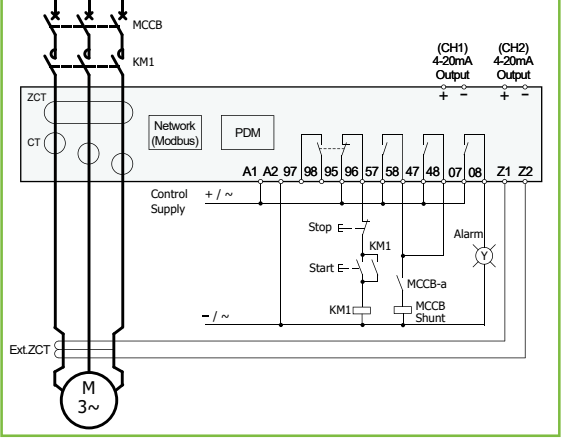 MCCB
KM1
(CH1)
4-20mA
Output
+ -
(CH2)
4-20mA
Output
+ -
ZCT
CT
Network
(Modbus)
PDM
A1 A2 97 98 95 96 57 58 47 48 07 08 Z1 Z2
Control
Supply
+ / ~
Stop
KM1
Start
Alarm
Y
MCCB-a
KM1
MCCB
Shunt
- / ~
Ext.ZCT
M
3~